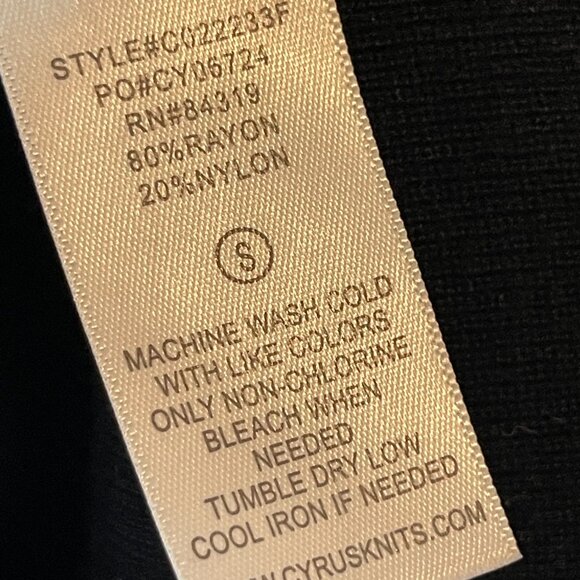 STYLE#C022233F
PO#CY06724
RN#84319
80%RAYON
20%NYLON
S
MACHINE WASH COLD
WITH LIKE COLORS
ONLY NON-CHLORINE
BLEACH WHEN
NEEDED
TUMBLE DRY LOW
COOL IRON IF NEEDED
W.CYRUSKNITS.COM